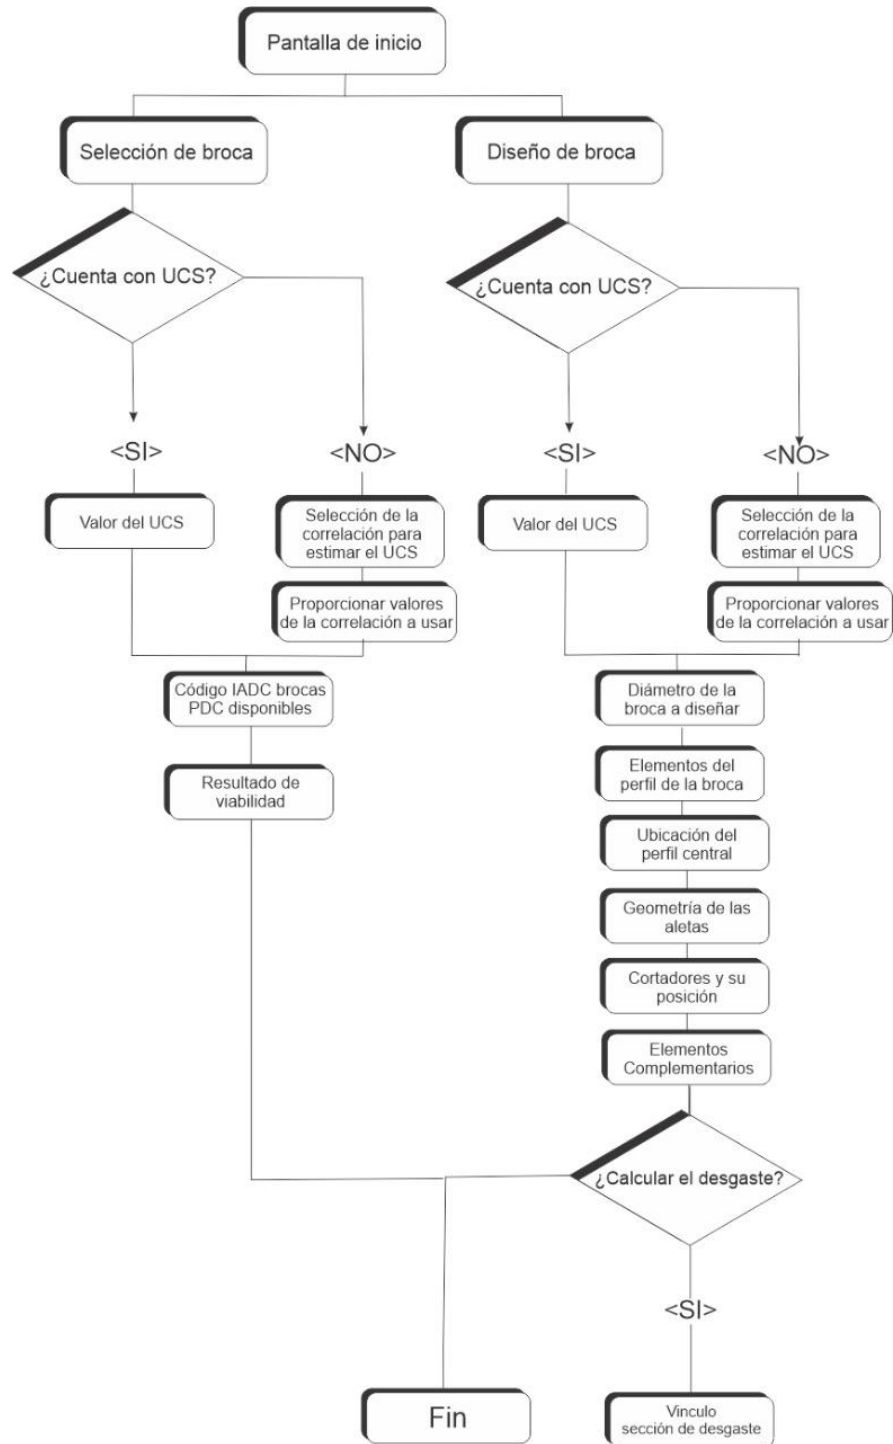 Pantalla de inicio
Selección de broca
Diseño de broca
¿Cuenta con UCS?
¿Cuenta con UCS?
<SI>
<NO>
<SI>
<NO>
Valor del UCS
Selección de la
correlación para
estimar el UCS
Valor del UCS
Selección de la
correlación para
estimar el UCS
Proporcionar valores
de la correlación a usar
Proporcionar valores
de la correlación a usar
Código IADC brocas
PDC disponibles
Diámetro de la
broca a diseñar
Resultado de
viabilidad
Elementos del
perfil de la broca
Ubicación del
perfil central
Geometría de las
aletas
Cortadores y su
posición
Elementos
Complementarios
¿Calcular el desgaste?
<SI>
Fin
Vinculo
sección de desgaste